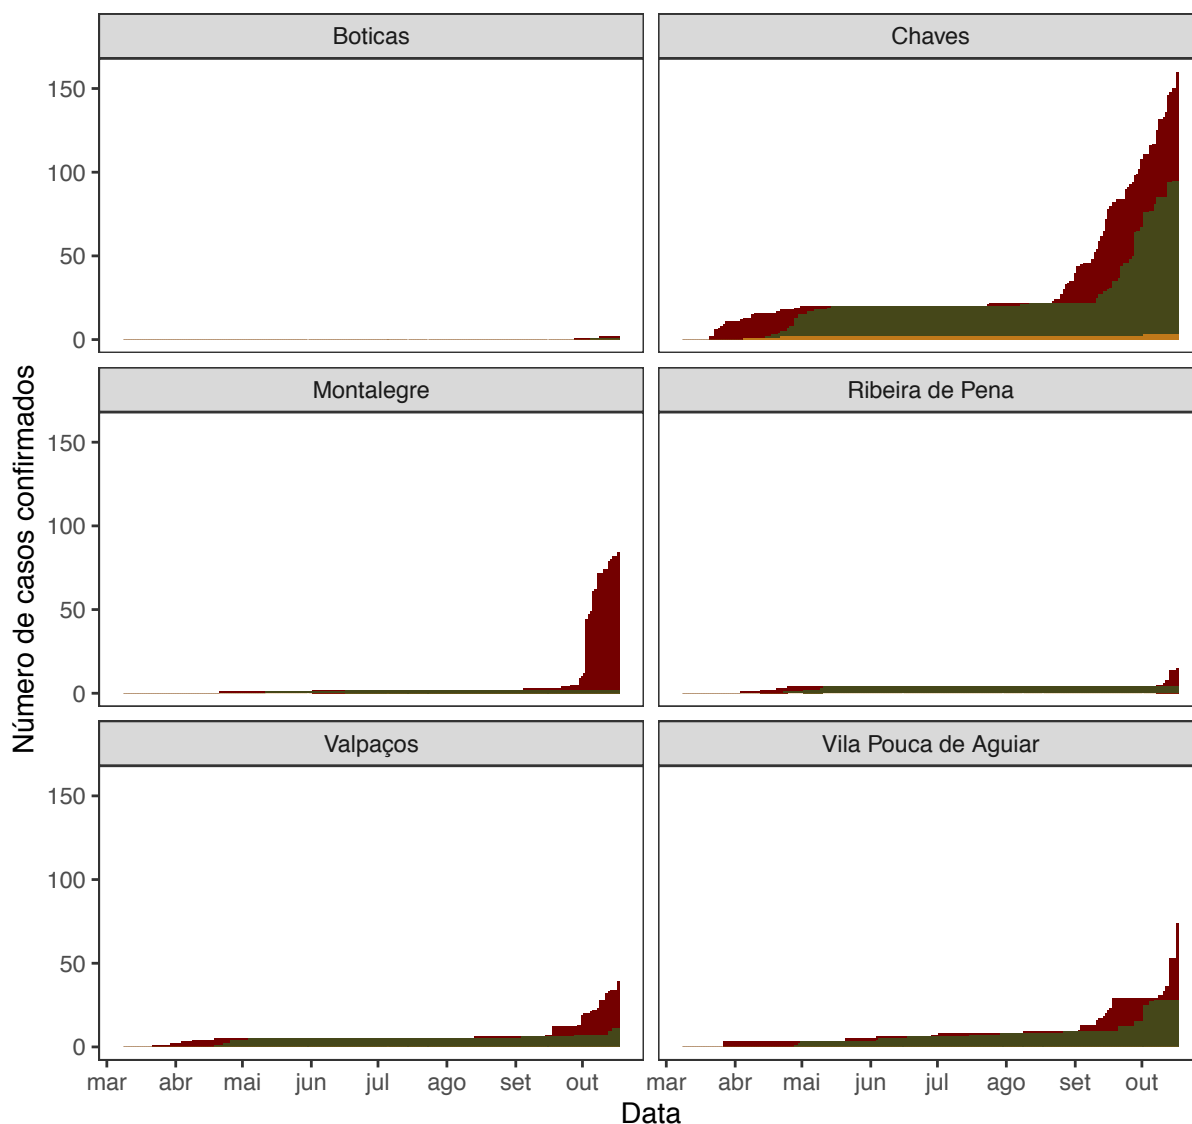 Boticas
Chaves
150
100
50
0
Montalegre
Ribeira de Pena
150
100
50
0
Valpaços
Vila Pouca de Aguiar
150
100
50
0
mar abr mai jun jul ago set out
mar abr mai jun jul ago set out
Data
Número de casos confirmados